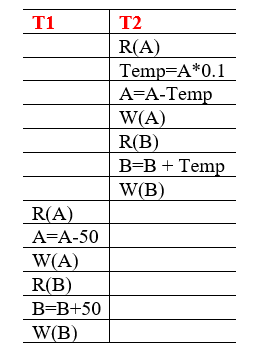 T1 T2
R(A)
Temp=A*0.1
A=A-Temp
W(A)
R(B)
B=B + Temp
W(B)
R(A)
A=A-50
W(A)
R(B)
B=B+50
W(B)